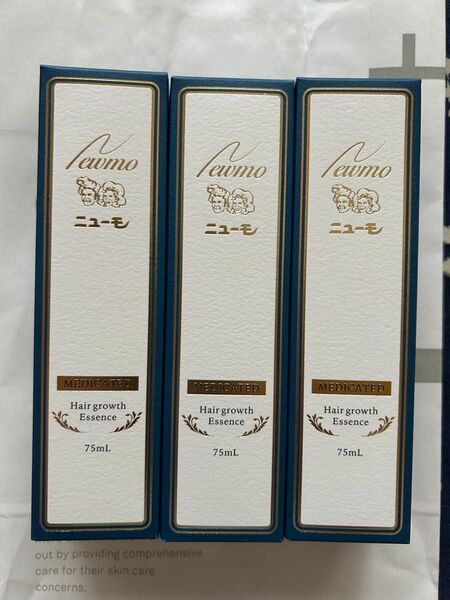 Newmo
ニューモ
MEDICATED
Hair growth
Essence
75mL
Newmo
ニューモ
MEDICATED
Hair growth
Essence
75mL
Newmo
ニューモ
MEDICATED
Hair growth
Essence
75mL
out by providing comprehensive
care for their skin care
concerns.